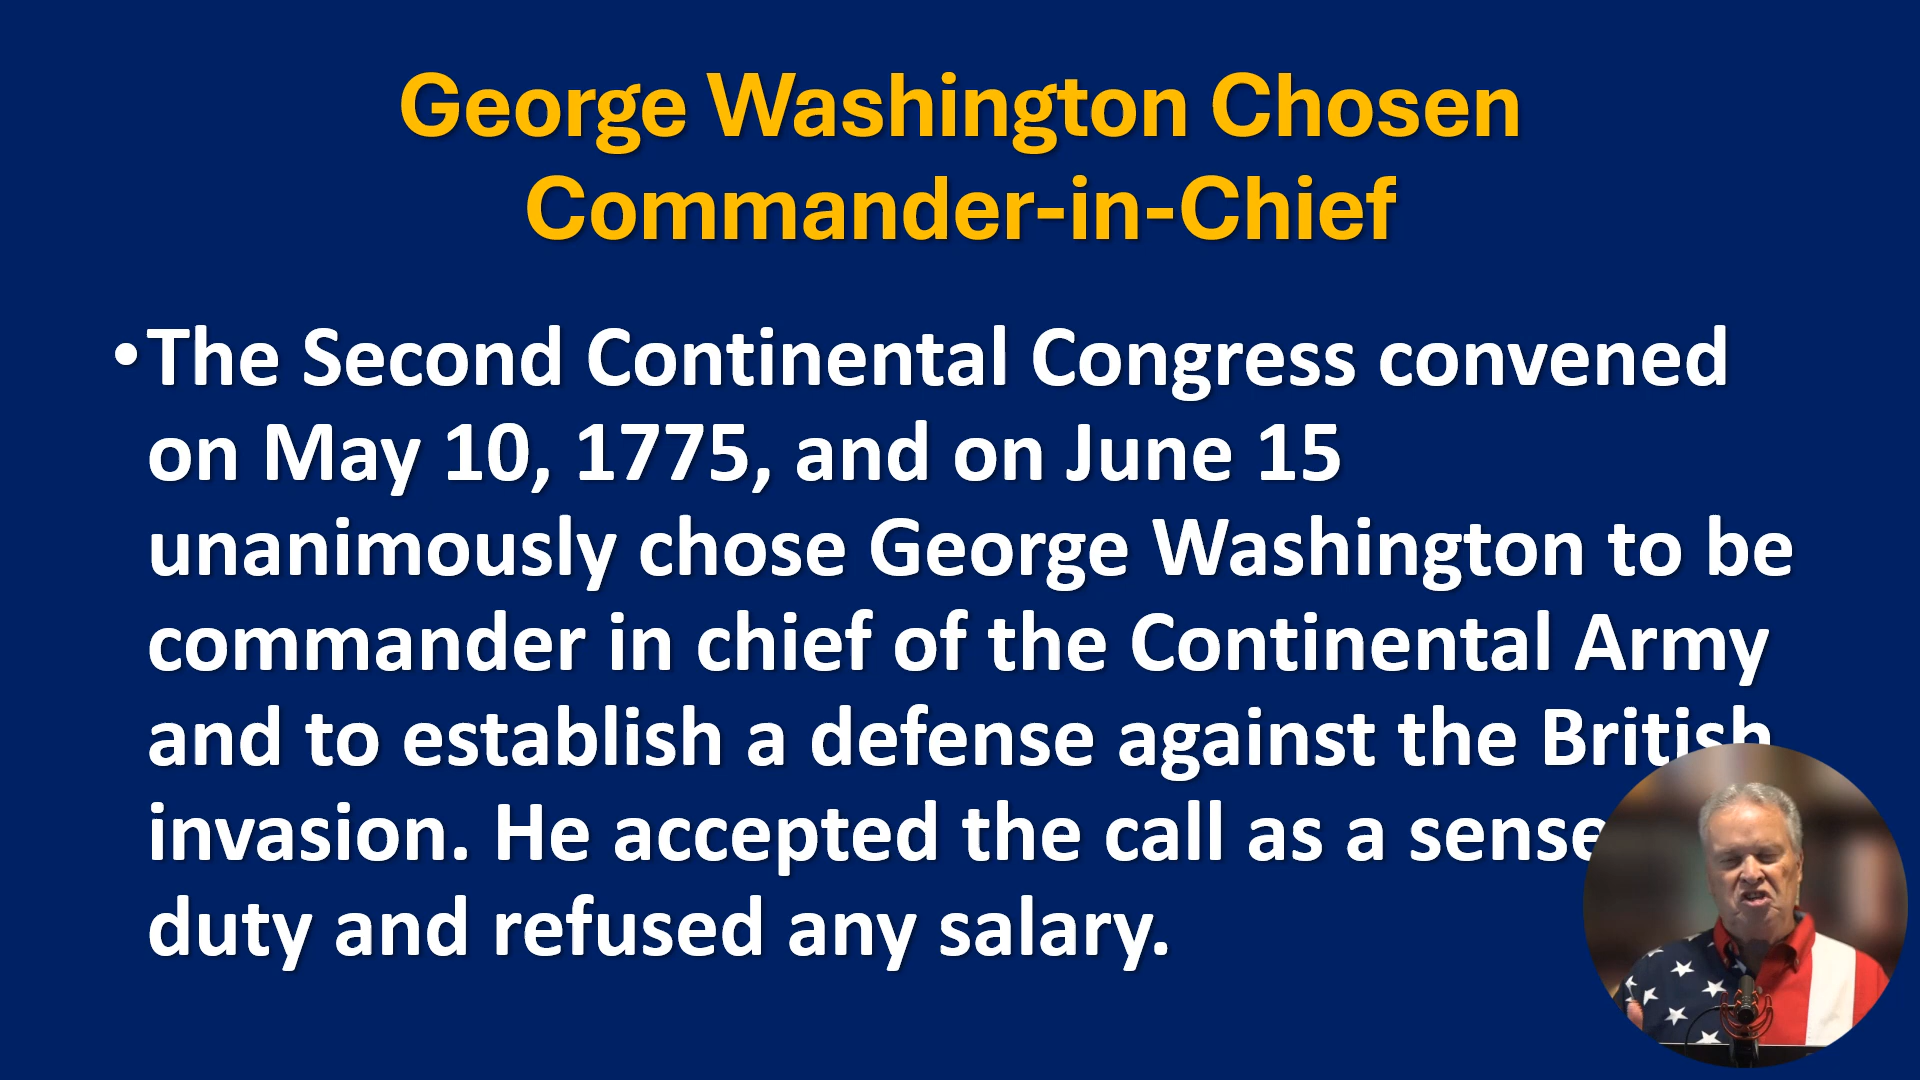 George Washington Chosen
Commander-in-Chief
•The Second Continental Congress convened
on May 10, 1775, and on June 15
unanimously chose George Washington to be
commander in chief of the Continental Army
and to establish a defense against the British
invasion. He accepted the call as a sense
duty and refused any salary.